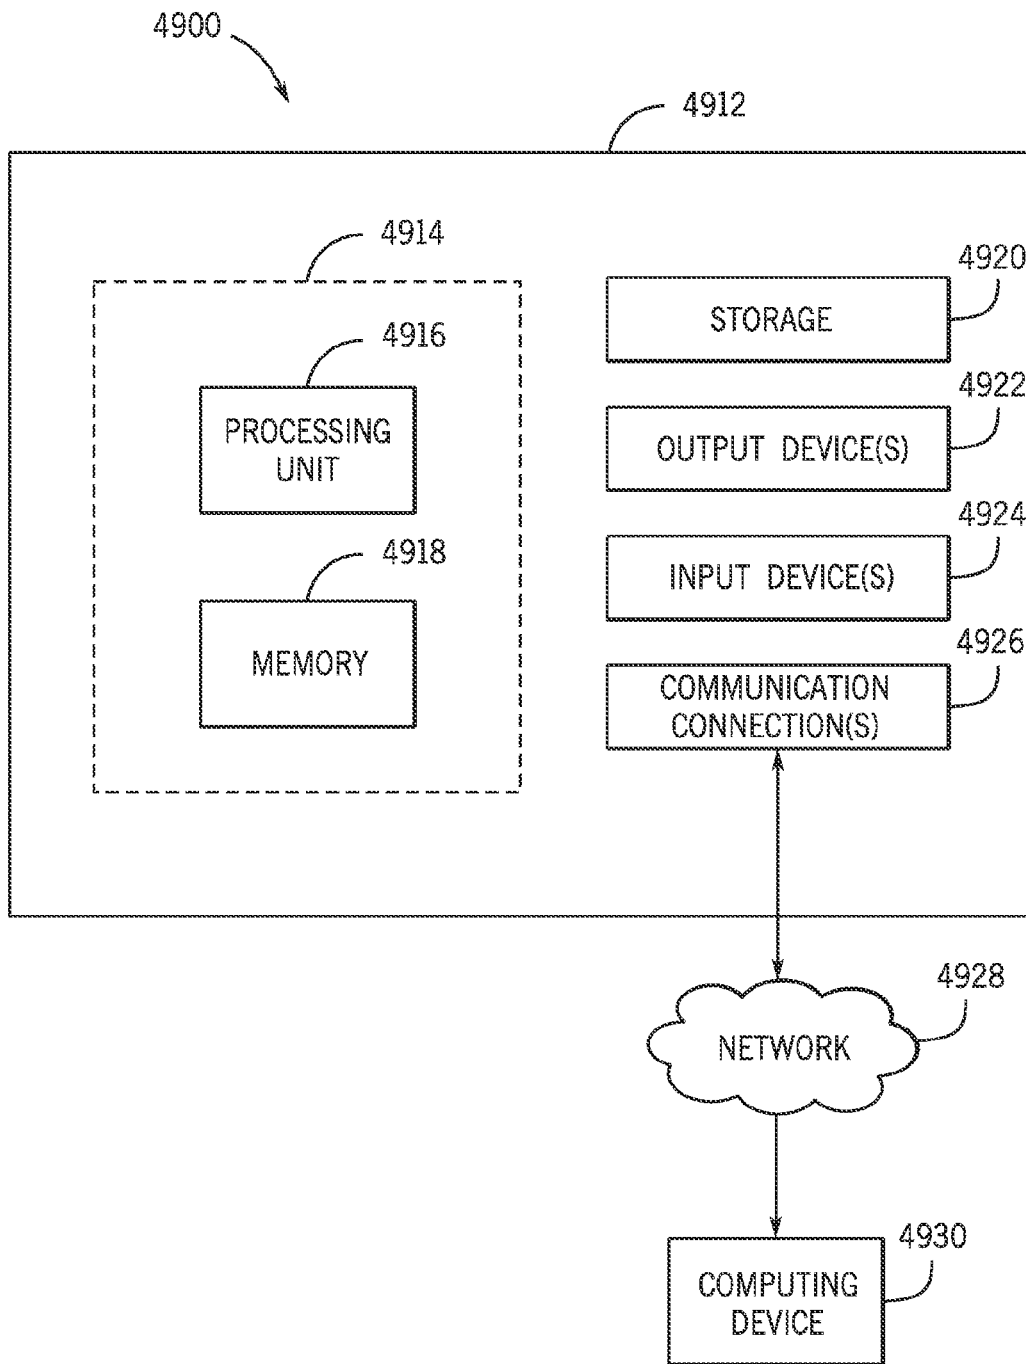 4900
4912
4914
4916
PROCESSING
UNIT
4918
MEMORY
4920
STORAGE
4922
OUTPUT DEVICE(S)
4924
INPUT DEVICE(S)
4926
COMMUNICATION
CONNECTION(S)
4928
NETWORK
4930
COMPUTING
DEVICE